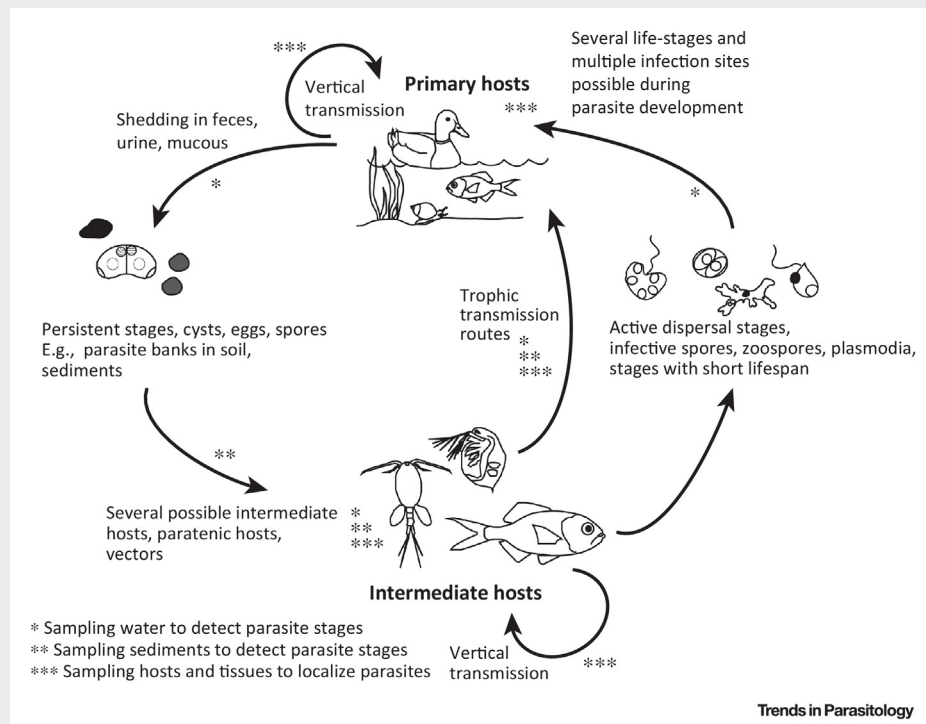 ***
Vertical
transmission
Primary hosts
***
Several life-stages and
multiple infection sites
possible during
parasite development
Shedding in feces,
urine, mucous
*
*
Persistent stages, cysts, eggs, spores
E.g., parasite banks in soil,
sediments
Trophic
transmission
routes *
**
***
Active dispersal stages,
infective spores, zoospores, plasmodia,
stages with short lifespan
**
Several possible intermediate *
hosts, paratenic hosts, **
vectors ***
Intermediate hosts
Vertical
transmission
***
* Sampling water to detect parasite stages
** Sampling sediments to detect parasite stages
*** Sampling hosts and tissues to localize parasites
Trends in Parasitology